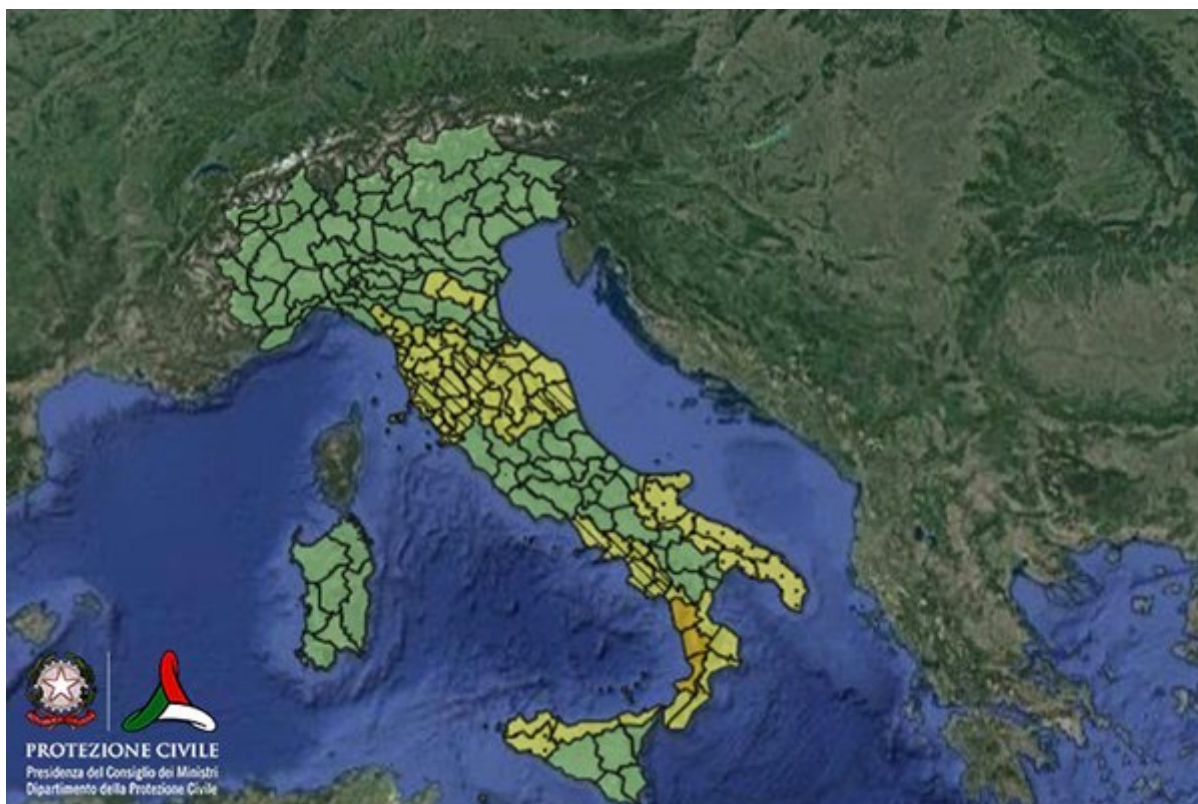 PROTEZIONE CIVILE
Presidenza del Consiglio dei Ministri
Dipartimento della Protezione Civile